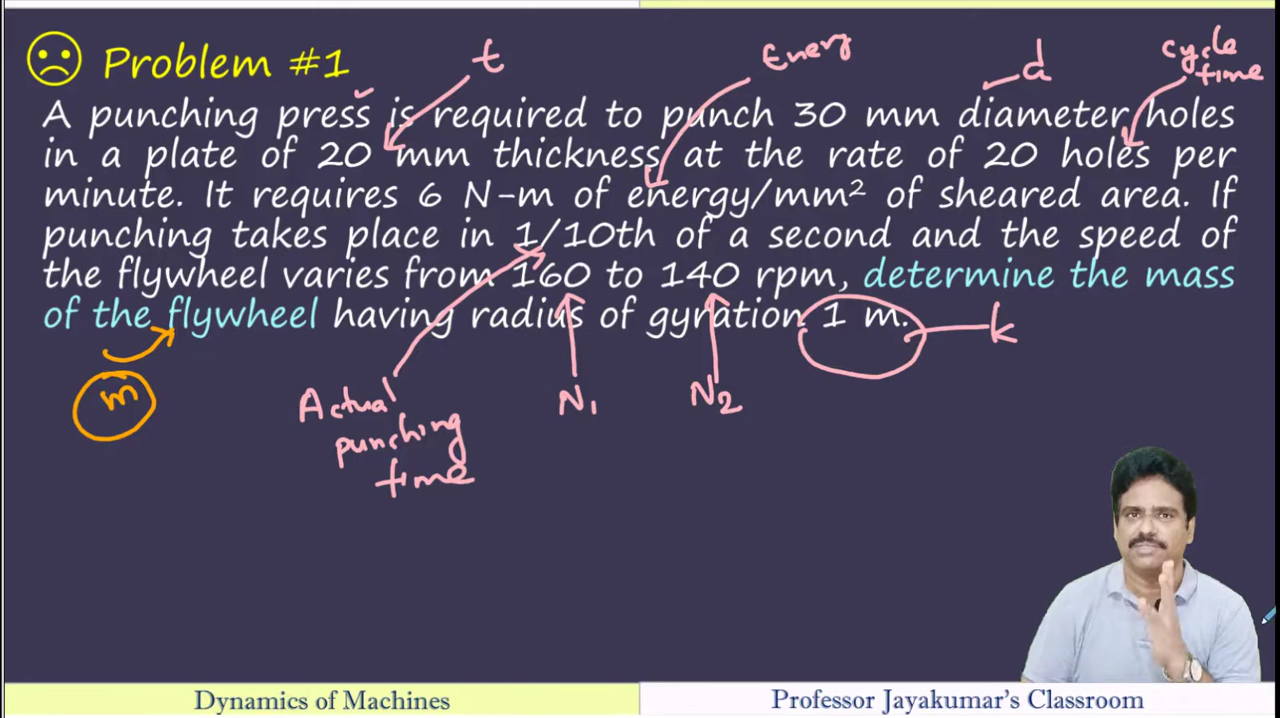 Problem #1
t
Energy
d
cycle
time
A punching press is required to punch 30 mm diameter holes
in a plate of 20 mm thickness at the rate of 20 holes per
minute. It requires 6 N-m of energy/mm² of sheared area. If
punching takes place in 1/10th of a second and the speed of
the flywheel varies from 160 to 140 rpm, determine the mass
of the flywheel having radius of gyration 1 m.
k
m
Actual
punching
time
N₁
N₂
Dynamics of Machines
Professor Jayakumar's Classroom